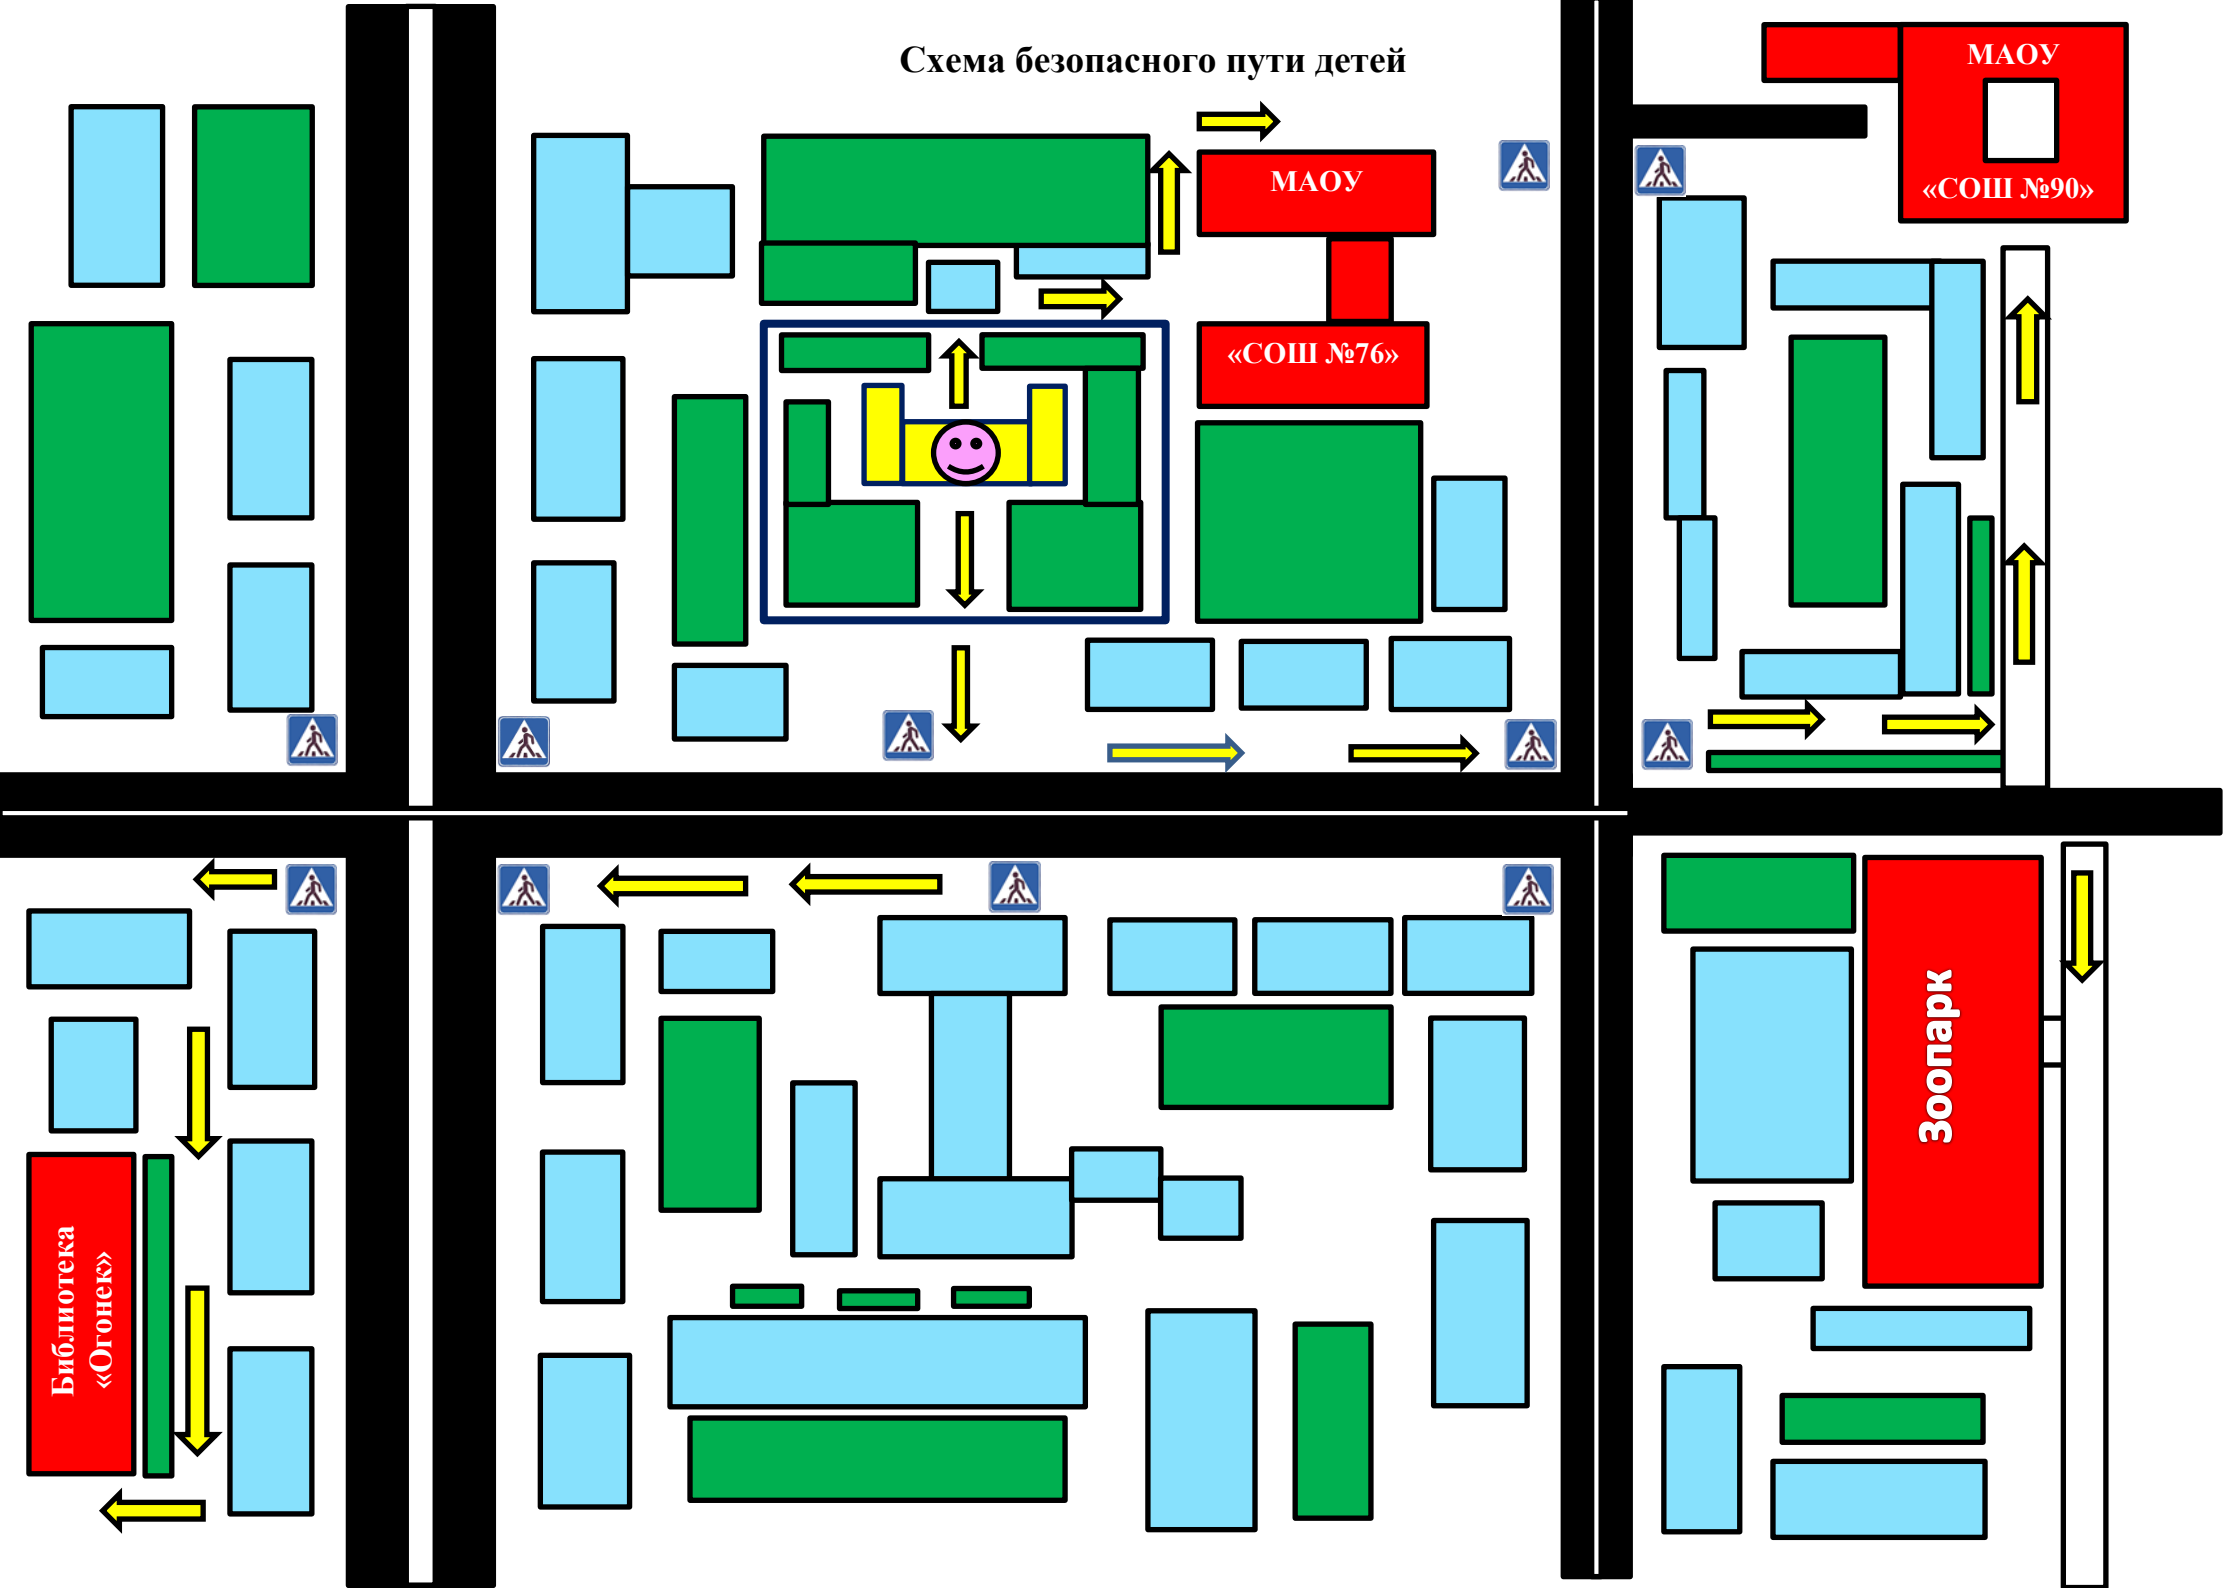 Схема безопасного пути детей
МАОУ
«СОШ №90»
МАОУ
«СОШ №76»
Зоопарк
Библиотека
«Огонек»